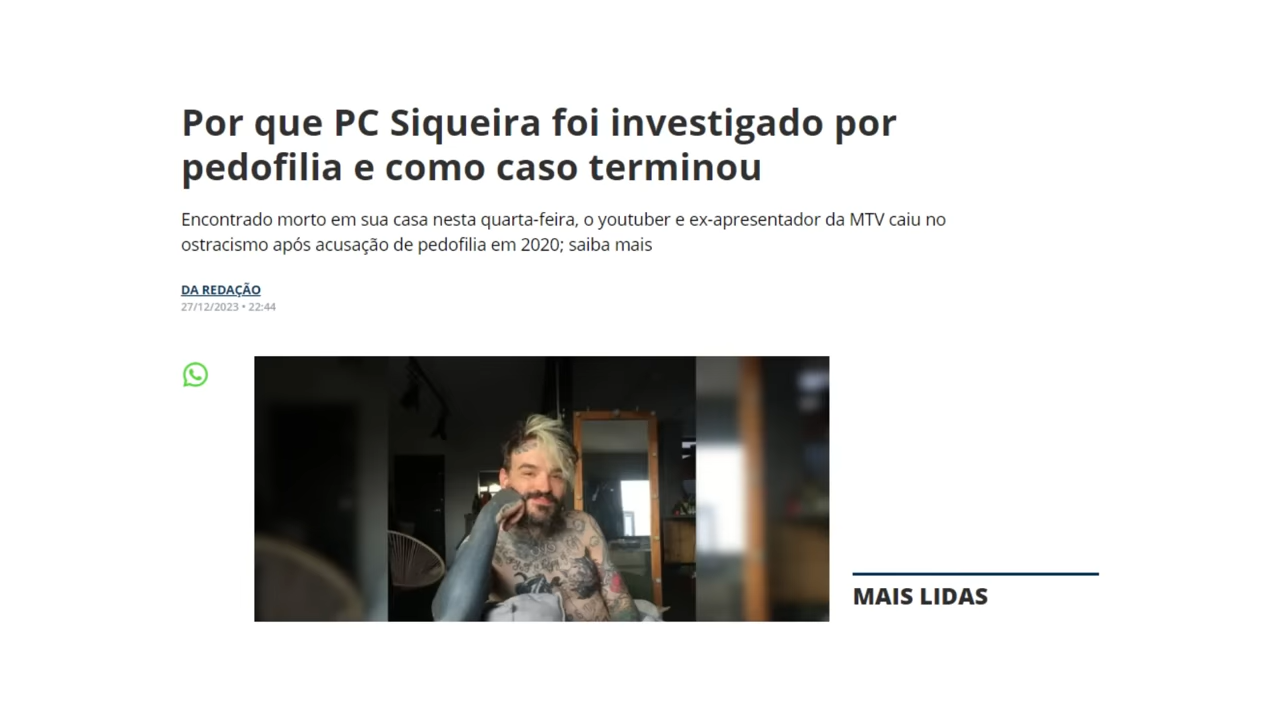 Por que PC Siqueira foi investigado por
pedofilia e como caso terminou
Encontrado morto em sua casa nesta quarta-feira, o youtuber e ex-apresentador da MTV caiu no
ostracismo após acusação de pedofilia em 2020; saiba mais
DA REDAÇÃO
27/12/2023 • 22:44
MAIS LIDAS